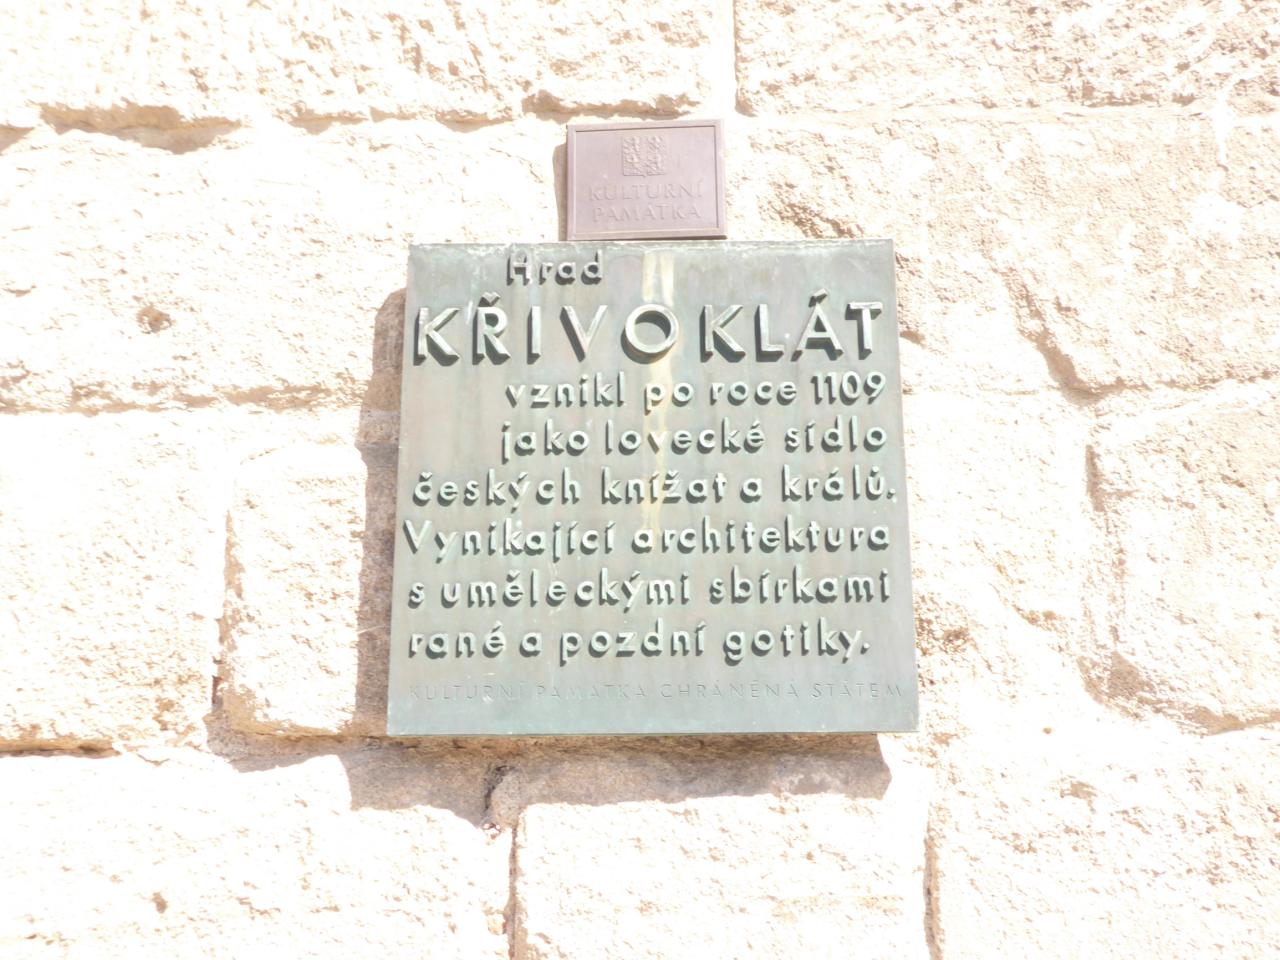 KULTURNÍ
PAMÁTKA
Hrad
KŘIVOKLÁT
vznikl po roce 1109
jako lovecké sídlo
českých knížat a králů.
Vynikající architektura
s uměleckými sbírkami
rané a pozdní gotiky.
KULTURNÍ PAMÁTKA CHRÁNĚNÁ STÁTEM